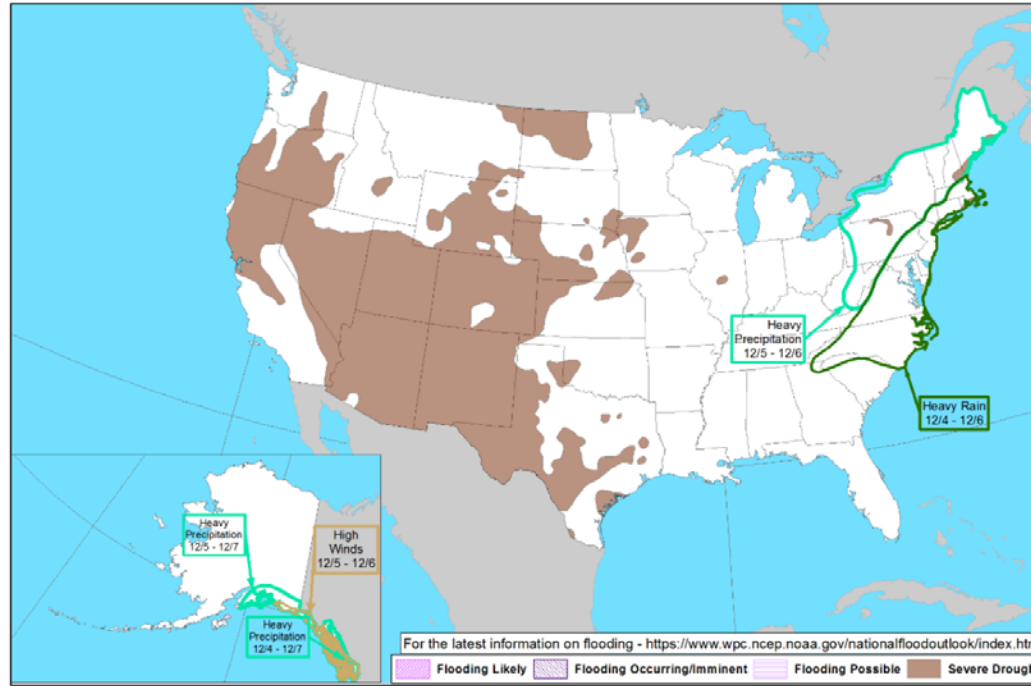 Heavy
Precipitation
12/5 - 12/6
Heavy Rain
12/4 - 12/6
Heavy
Precipitation
12/5 - 12/7
High
Winds
12/5 - 12/6
Heavy
Precipitation
12/4 - 12/7
For the latest information on flooding - https://www.wpc.ncep.noaa.gov/nationalfloodoutlook/index.htm
Flooding Likely
Flooding Occurring/Imminent
Flooding Possible
Severe Drough